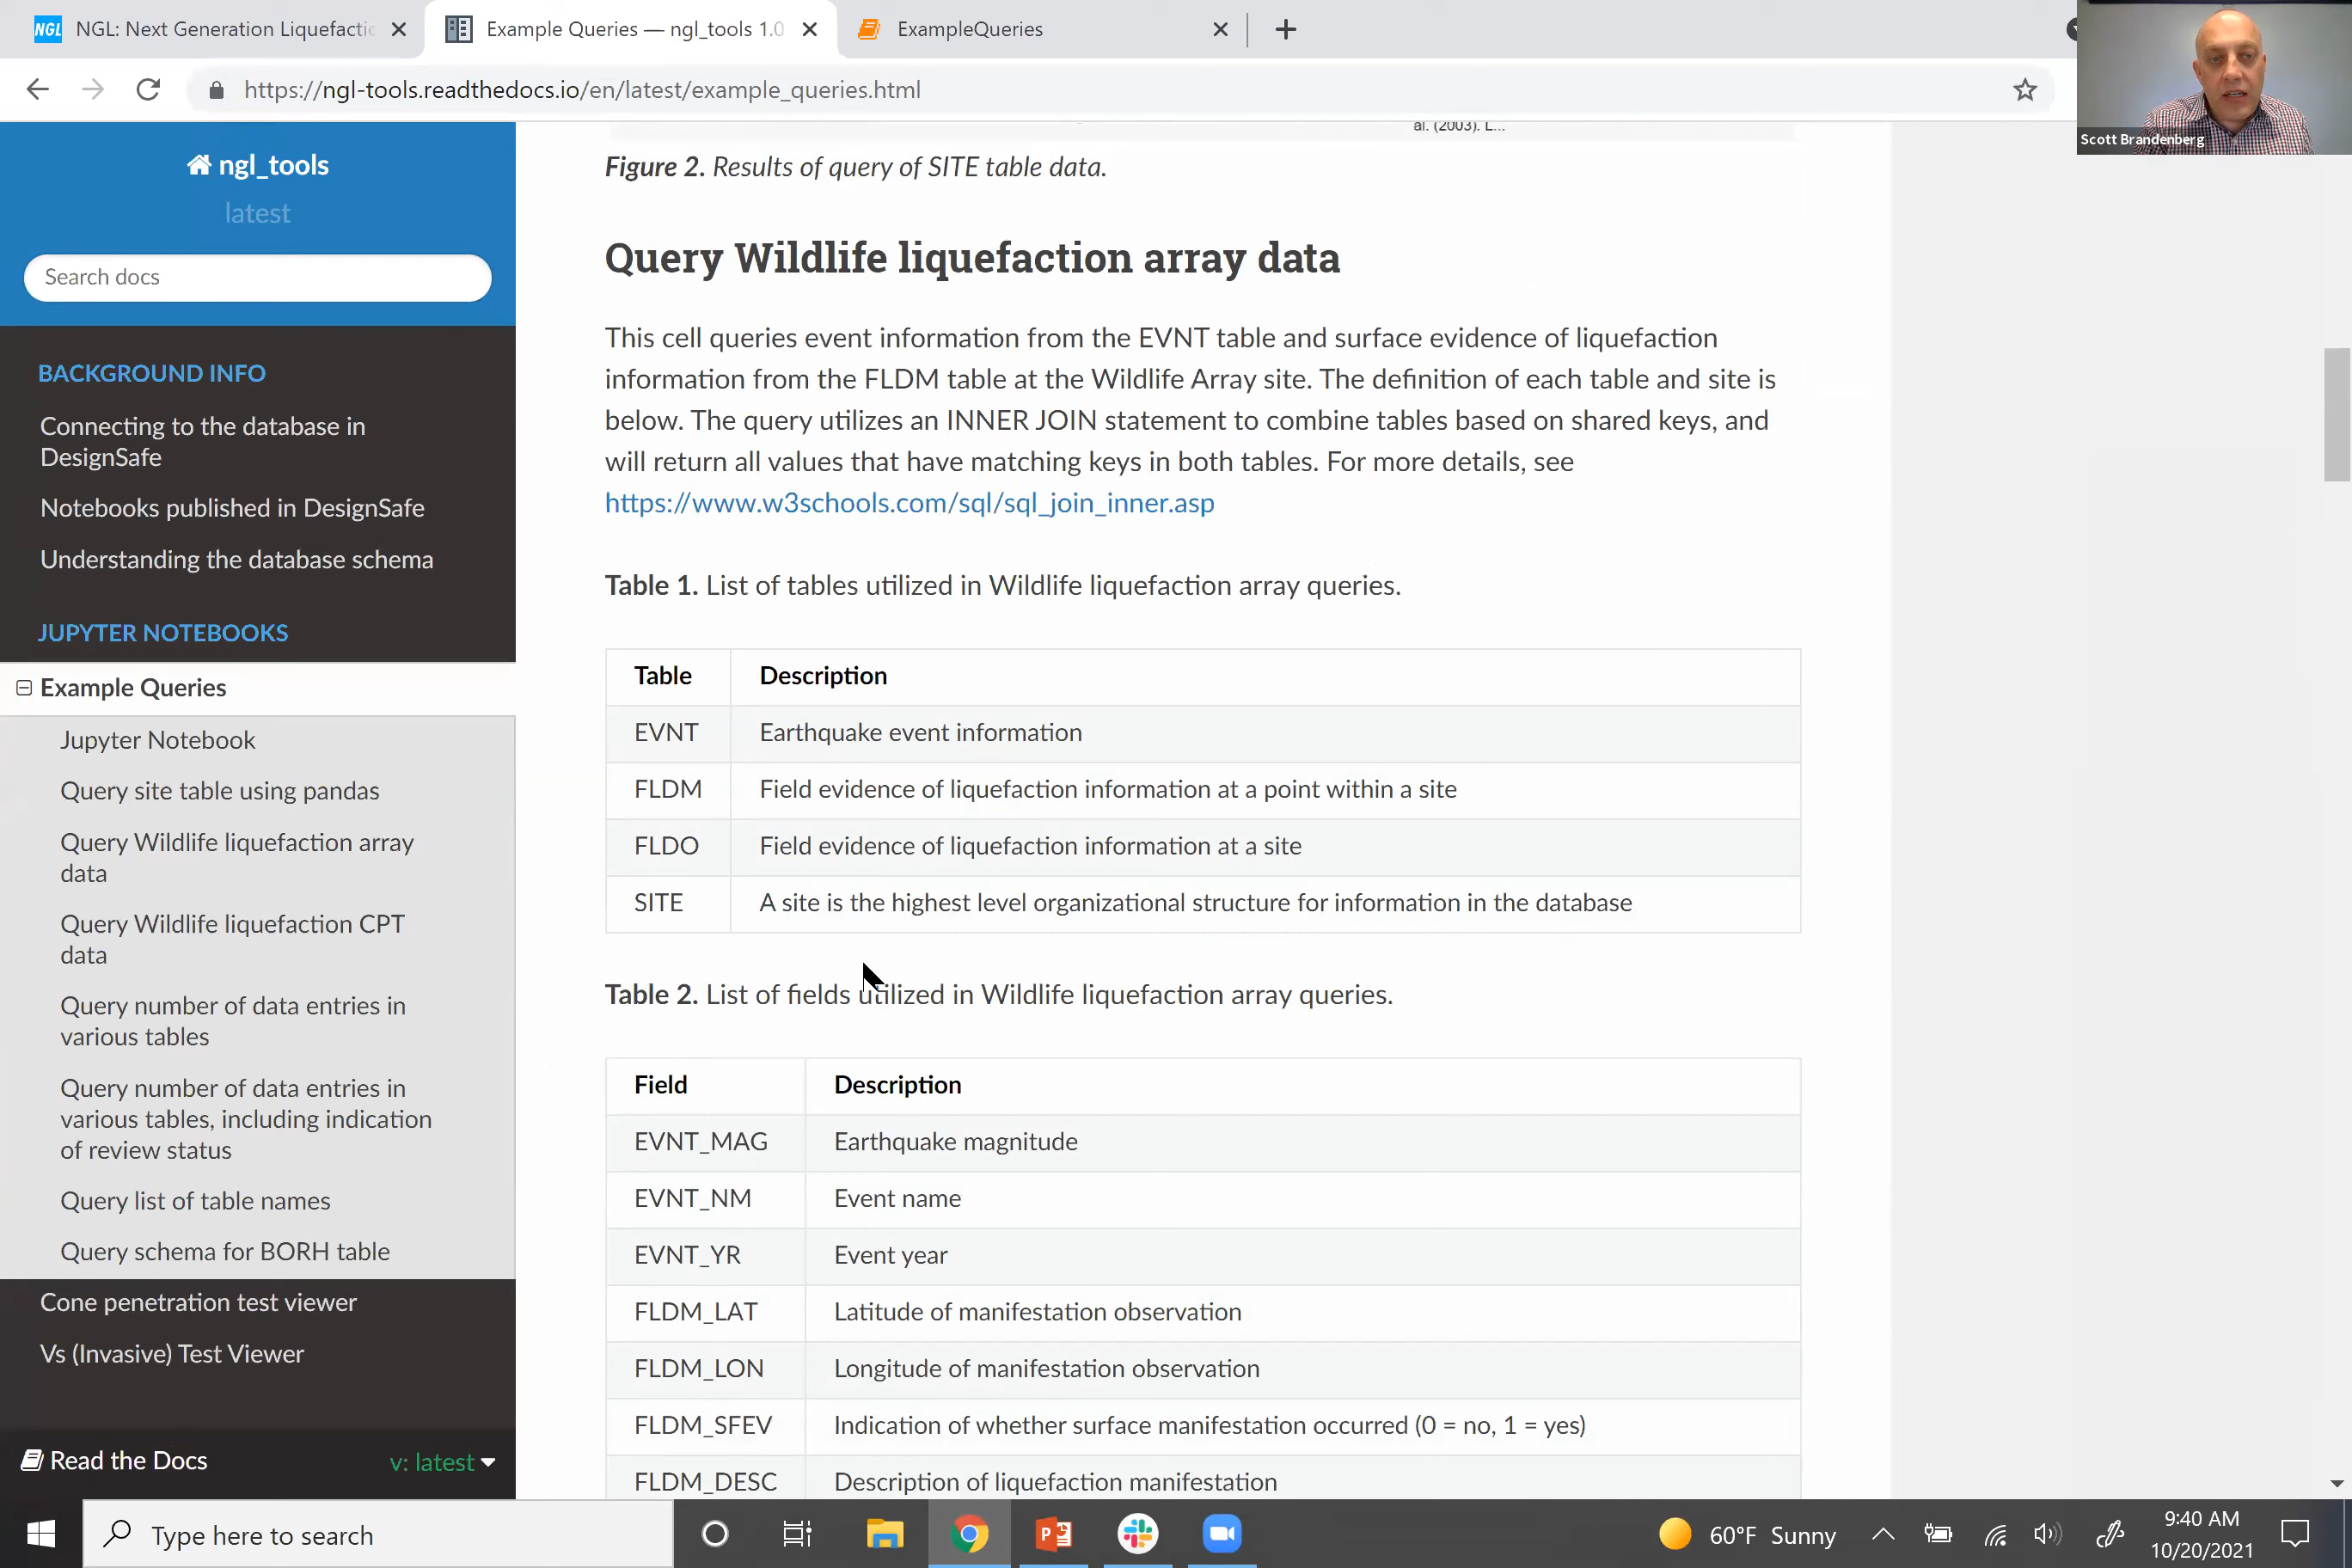 NGL: Next Generation Liquefactic
Example Queries — ngl_tools 1.0
ExampleQueries
https://ngl-tools.readthedocs.io/en/latest/example_queries.html
Scott Brandenberg
ngl_tools
latest
Search docs
BACKGROUND INFO
Connecting to the database in
DesignSafe
Notebooks published in DesignSafe
Understanding the database schema
JUPYTER NOTEBOOKS
Example Queries
Jupyter Notebook
Query site table using pandas
Query Wildlife liquefaction array
data
Query Wildlife liquefaction CPT
data
Query number of data entries in
various tables
Query number of data entries in
various tables, including indication
of review status
Query list of table names
Query schema for BORH table
Cone penetration test viewer
Vs (Invasive) Test Viewer
Read the Docs
v: latest
al. (2003). L...
Figure 2. Results of query of SITE table data.
Query Wildlife liquefaction array data
This cell queries event information from the EVNT table and surface evidence of liquefaction
information from the FLDM table at the Wildlife Array site. The definition of each table and site is
below. The query utilizes an INNER JOIN statement to combine tables based on shared keys, and
will return all values that have matching keys in both tables. For more details, see
https://www.w3schools.com/sql/sql_join_inner.asp
Table 1. List of tables utilized in Wildlife liquefaction array queries.
Table Description
EVNT Earthquake event information
FLDM Field evidence of liquefaction information at a point within a site
FLDO Field evidence of liquefaction information at a site
SITE A site is the highest level organizational structure for information in the database
Table 2. List of fields utilized in Wildlife liquefaction array queries.
Field Description
EVNT_MAG Earthquake magnitude
EVNT_NM Event name
EVNT_YR Event year
FLDM_LAT Latitude of manifestation observation
FLDM_LON Longitude of manifestation observation
FLDM_SFEV Indication of whether surface manifestation occurred (0 = no, 1 = yes)
FLDM_DESC Description of liquefaction manifestation
Type here to search
60°F Sunny
9:40 AM
10/20/2021